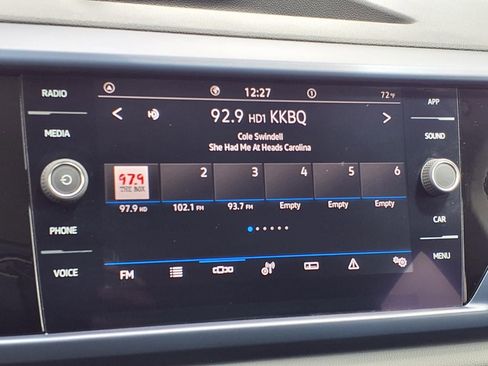 RADIO
MEDIA
PHONE
VOICE
12:27
72°F
92.9 HD1 KKBQ
Cole Swindell
She Had Me At Heads Carolina
97.9
THE BOX
2
3
4
5
6
97.9 HD
102.1 FM
93.7 FM
Empty
Empty
Empty
FM
APP
SOUND
CAR
MENU